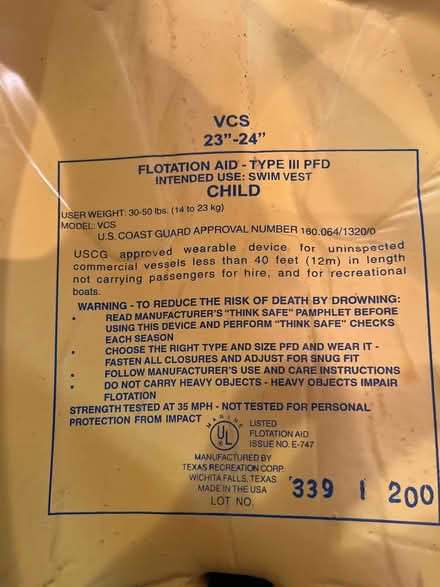 VCS
23"-24"
FLOTATION AID - TYPE III PFD
INTENDED USE: SWIM VEST
CHILD
USER WEIGHT: 30-50 lbs. (14 to 23 kg)
MODEL: VCS
U.S. COAST GUARD APPROVAL NUMBER 160.064/1320/0
USCG approved wearable device for uninspected
commercial vessels less than 40 feet (12m) in length
not carrying passengers for hire, and for recreational
boats.
WARNING - TO REDUCE THE RISK OF DEATH BY DROWNING:
• READ MANUFACTURER'S "THINK SAFE" PAMPHLET BEFORE
USING THIS DEVICE AND PERFORM "THINK SAFE" CHECKS
EACH SEASON
• CHOOSE THE RIGHT TYPE AND SIZE PFD AND WEAR IT -
FASTEN ALL CLOSURES AND ADJUST FOR SNUG FIT
• FOLLOW MANUFACTURER'S USE AND CARE INSTRUCTIONS
• DO NOT CARRY HEAVY OBJECTS - HEAVY OBJECTS IMPAIR
FLOTATION
STRENGTH TESTED AT 35 MPH - NOT TESTED FOR PERSONAL
PROTECTION FROM IMPACT
MARINE
UL
LISTED
FLOTATION AID
ISSUE NO. E-747
MANUFACTURED BY
TEXAS RECREATION CORP.
WICHITA FALLS, TEXAS
MADE IN THE USA
LOT NO. 339 1 200